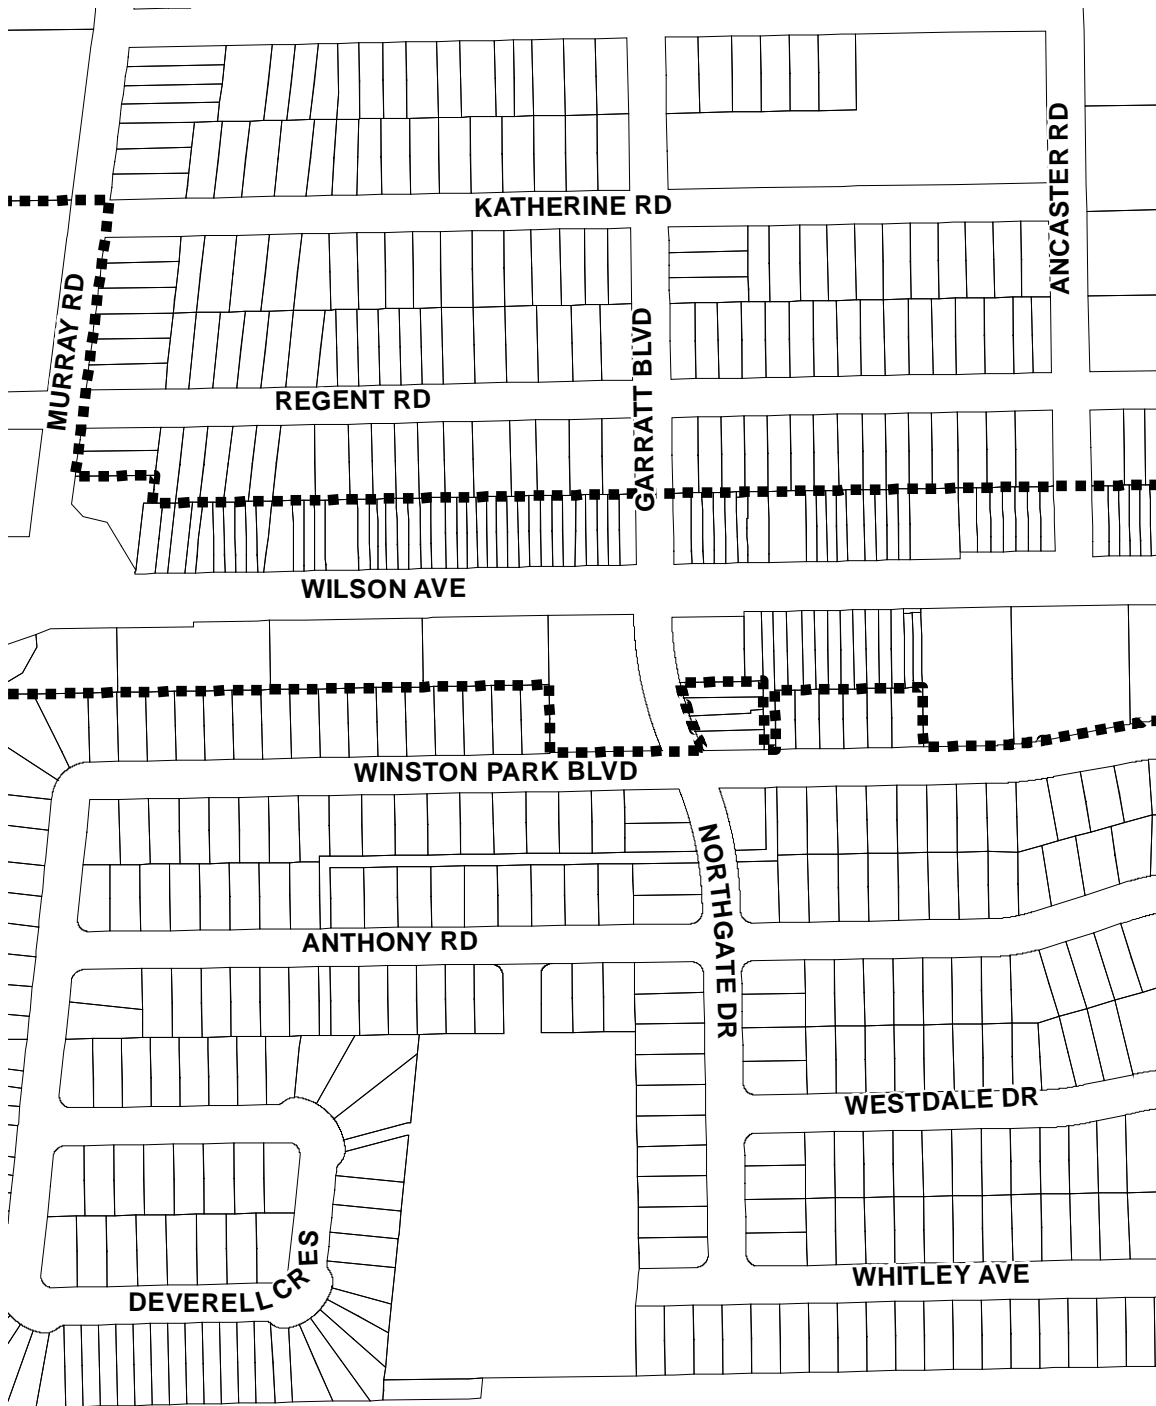 KATHERINE RD
ANCASTER RD
MURRAY RD
GARRATT BLVD
REGENT RD
WILSON AVE
WINSTON PARK BLVD
NORTHGATE DR
ANTHONY RD
WESTDALE DR
WHITLEY AVE
DEVERELL CRES